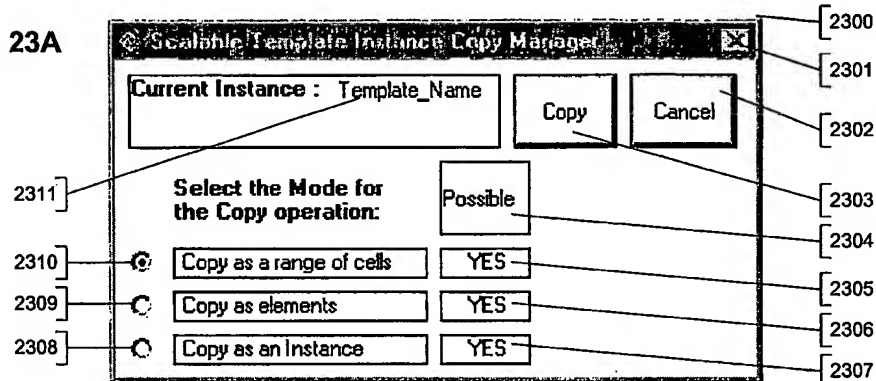 23A
Scalable Template Instance Copy Manager
2300
2301
Current Instance : Template_Name
Copy
Cancel
2302
2303
2311
Select the Mode for
the Copy operation:
Possible
2304
2310
Copy as a range of cells
YES
2305
2309
Copy as elements
YES
2306
2308
Copy as an Instance
YES
2307